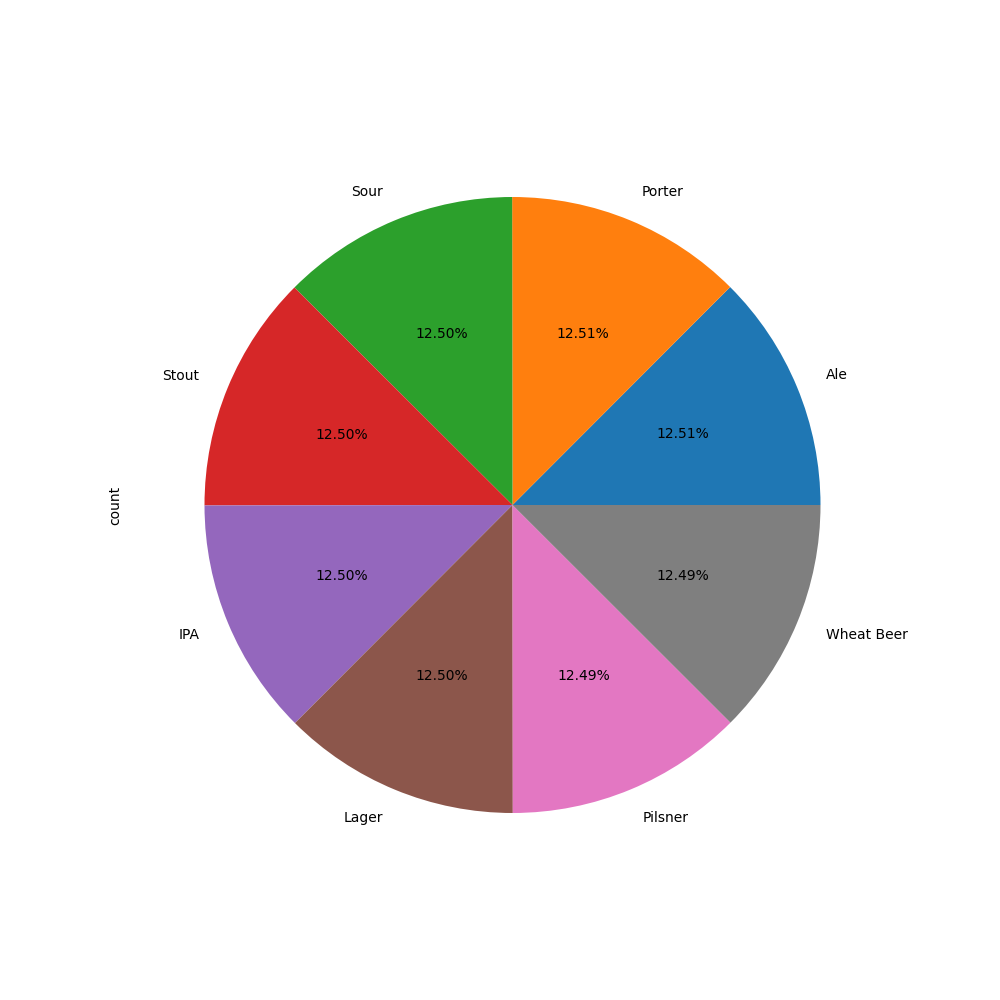 Sour
Porter
12.50%
12.51%
Stout
Ale
12.50%
12.51%
count
12.50%
12.49%
IPA
Wheat Beer
12.50%
12.49%
Lager
Pilsner